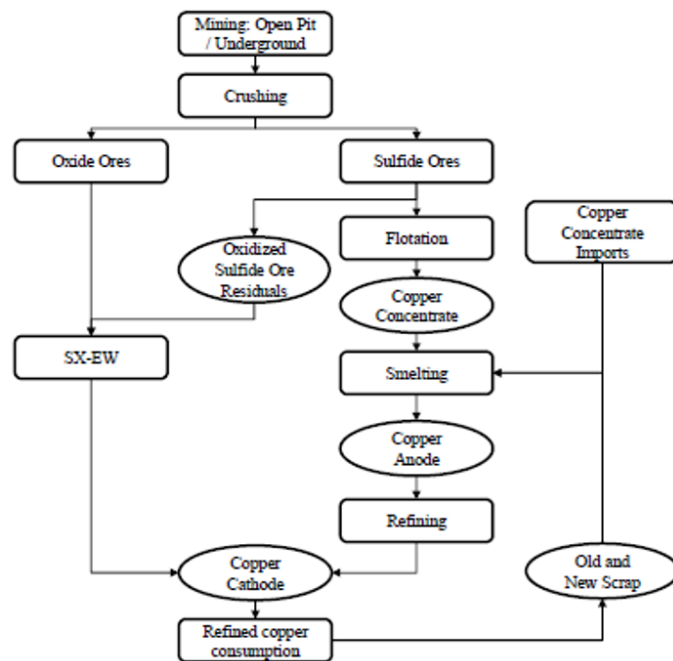 Mining: Open Pit
/ Underground
Crushing
Oxide Ores
Sulfide Ores
Oxidized
Sulfide Ore
Residuals
Flotation
Copper
Concentrate
Imports
Copper
Concentrate
SX-EW
Smelting
Copper
Anode
Refining
Copper
Cathode
Old and
New Scrap
Refined copper
consumption